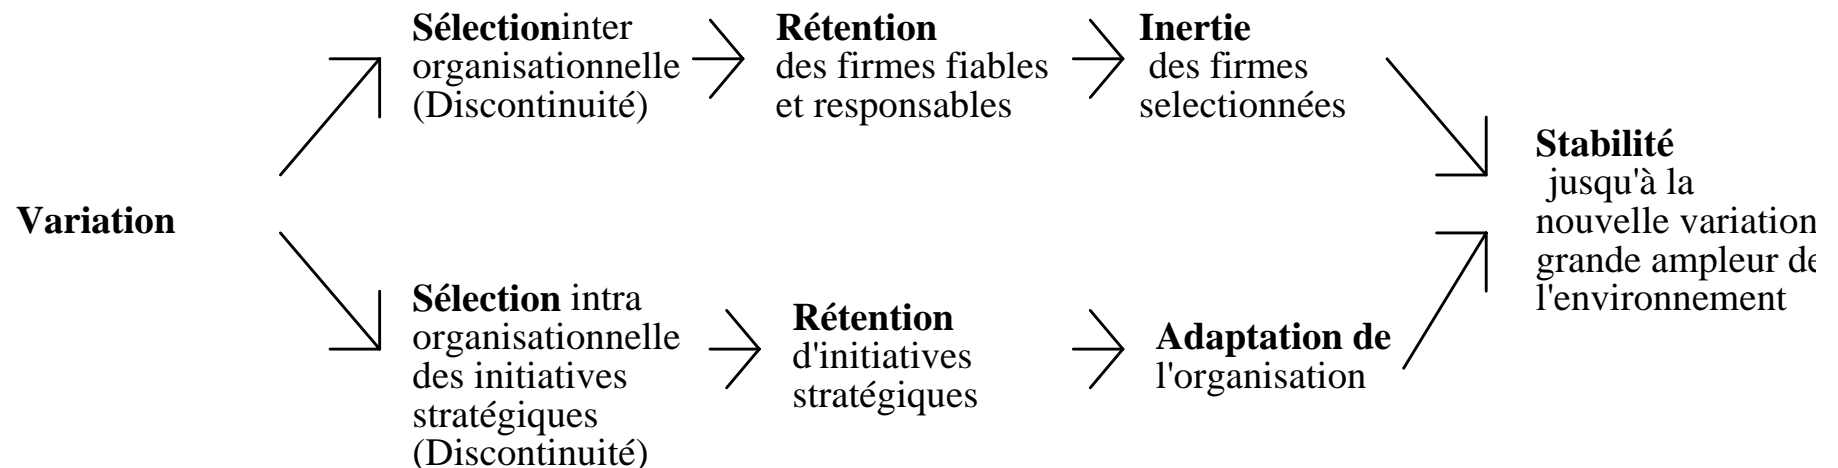 Variation
Sélectioninter
organisationnelle
(Discontinuité)
Rétention
des firmes fiables
et responsables
Inertie
des firmes
selectionnées
Sélection intra
organisationnelle
des initiatives
stratégiques
(Discontinuité)
Rétention
d'initiatives
stratégiques
Adaptation de
l'organisation
Stabilité
jusqu'à la
nouvelle variation
grande ampleur de
l'environnement